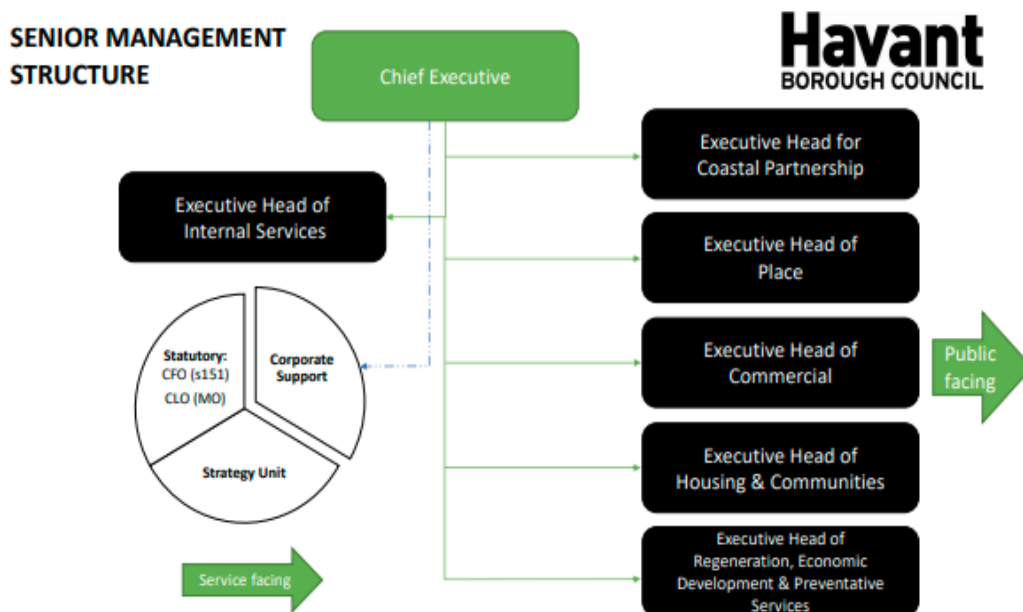 SENIOR MANAGEMENT
STRUCTURE
Chief Executive
Havant
BOROUGH COUNCIL
Executive Head for
Coastal Partnership
Executive Head of
Internal Services
Executive Head of
Place
Statutory:
CFO (s151)
CLO (MO)
Corporate
Support
Strategy Unit
Executive Head of
Commercial
Public
facing
Executive Head of
Housing & Communities
Executive Head of
Regeneration, Economic
Development & Preventative
Services
Service facing